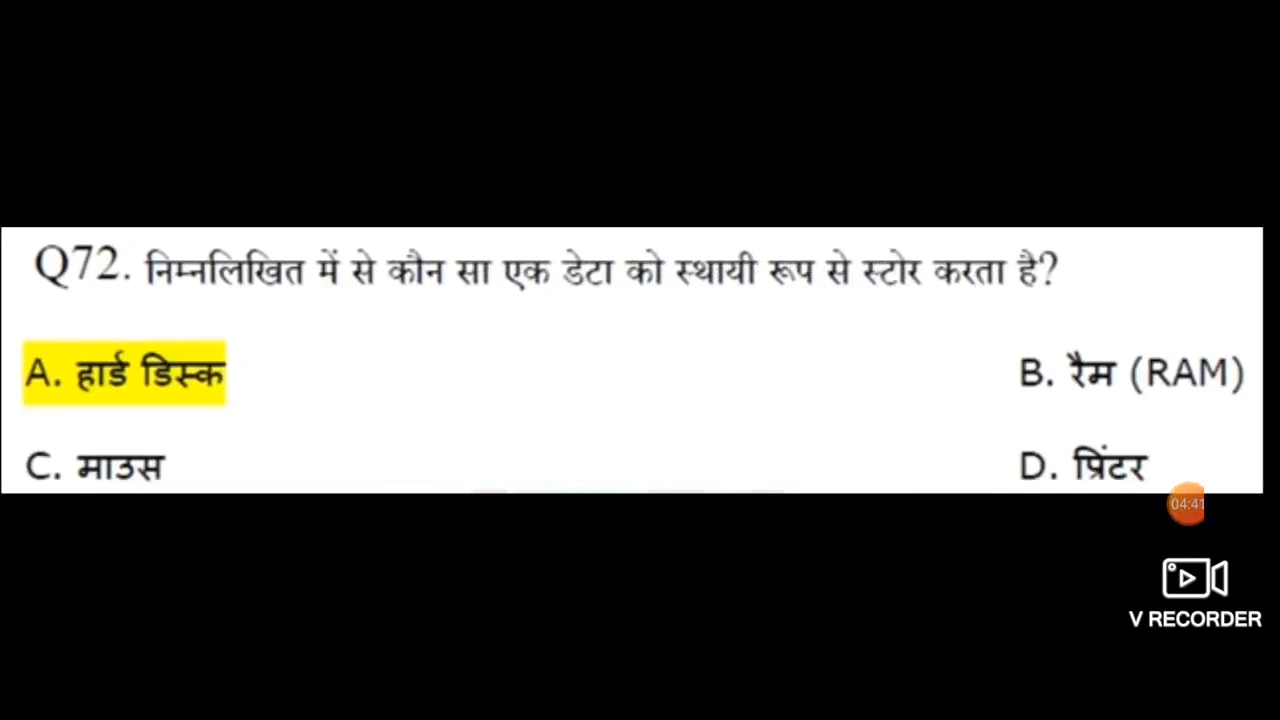 Q72. निम्नलिखित में से कौन सा एक डेटा को स्थायी रूप से स्टोर करता है?
A. हार्ड डिस्क B. रैम (RAM)
C. माउस D. प्रिंटर
04:41
V RECORDER